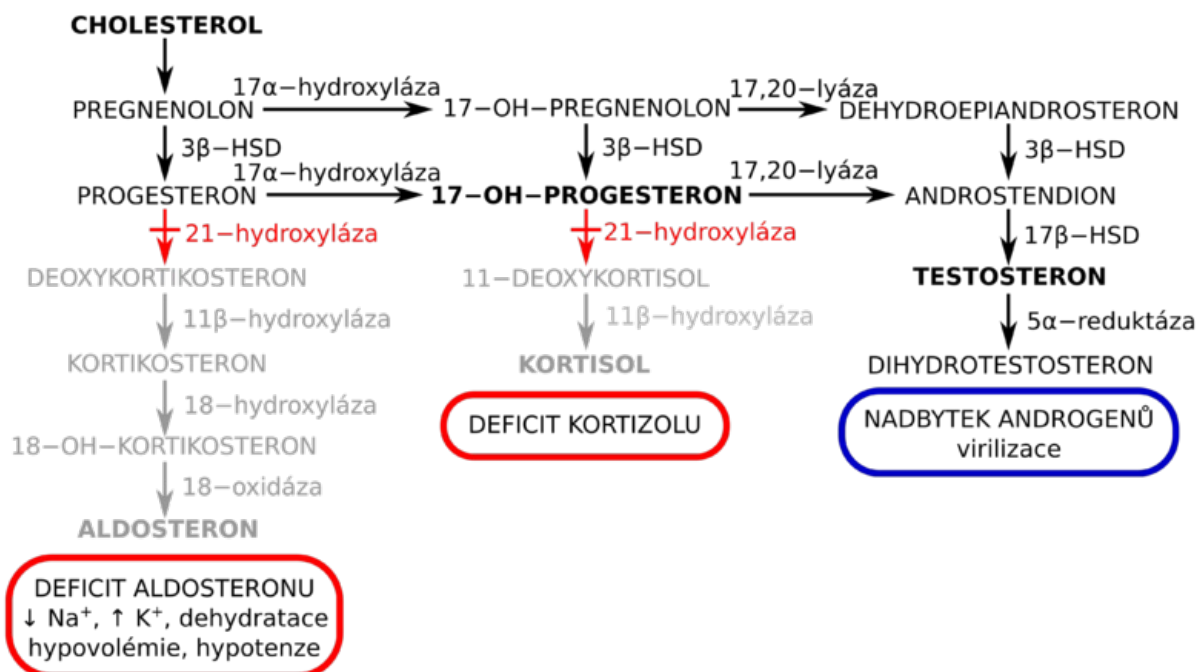 CHOLESTEROL
17α−hydroxyláza 17,20−lyáza
PREGNENOLON 17−OH−PREGNENOLON DEHYDROEPIANDROSTERON
3β−HSD 3β−HSD 3β−HSD
17α−hydroxyláza 17,20−lyáza
PROGESTERON 17−OH−PROGESTERON ANDROSTENDION
21−hydroxyláza 21−hydroxyláza 17β−HSD
DEOXYKORTIKOSTERON 11−DEOXYKORTISOL TESTOSTERON
11β−hydroxyláza 11β−hydroxyláza 5α−reduktáza
KORTIKOSTERON KORTISOL DIHYDROTESTOSTERON
18−hydroxyláza
DEFICIT KORTIZOLU
NADBYTEK ANDROGENŮ
virilizace
18−OH−KORTIKOSTERON
18−oxidáza
ALDOSTERON
DEFICIT ALDOSTERONU
↓ Na⁺, ↑ K⁺, dehydratace
hypovolémie, hypotenze